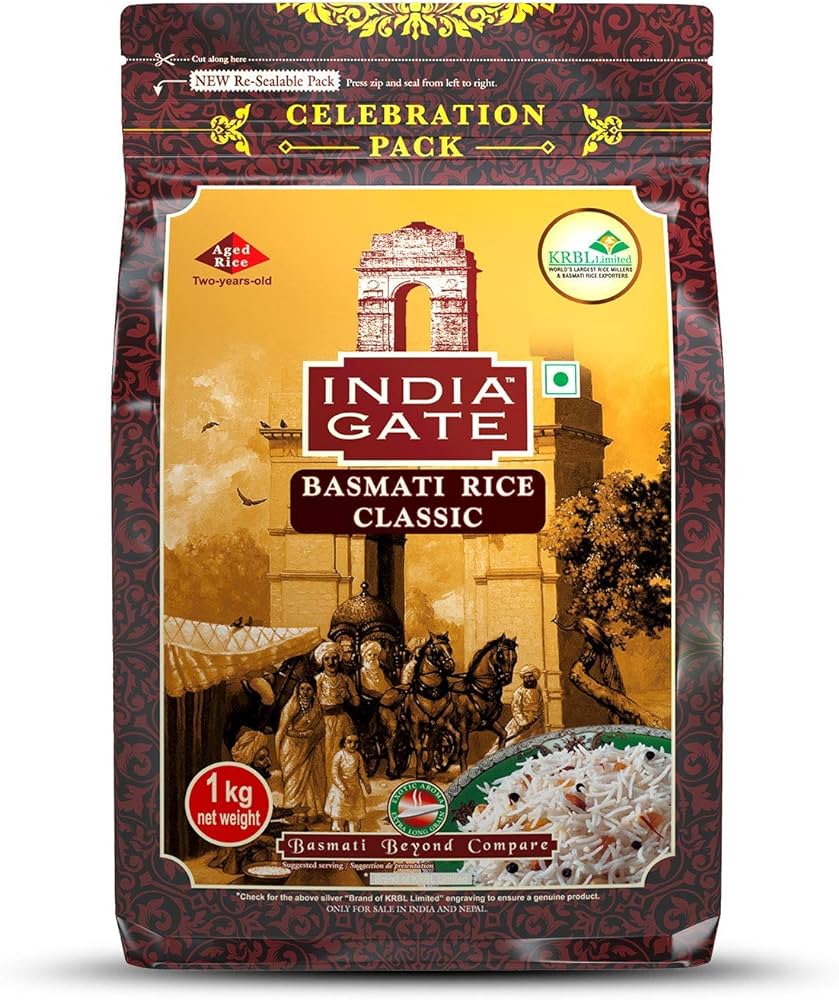 Cut along here
NEW Re-Sealable Pack
Press zip and seal from left to right.
CELEBRATION
PACK
Aged
Rice
Two-years-old
KRBL Limited
WORLD'S LARGEST RICE MILLERS
& BASMATI RICE EXPORTERS
INDIA™
GATE
BASMATI RICE
CLASSIC
1 kg
net weight
EXOTIC AROMA
EXTRA LONG GRAIN
Basmati Beyond Compare
Suggested serving / Suggestion de présentation
*Check for the above silver "Brand of KRBL Limited" engraving to ensure a genuine product.
ONLY FOR SALE IN INDIA AND NEPAL.